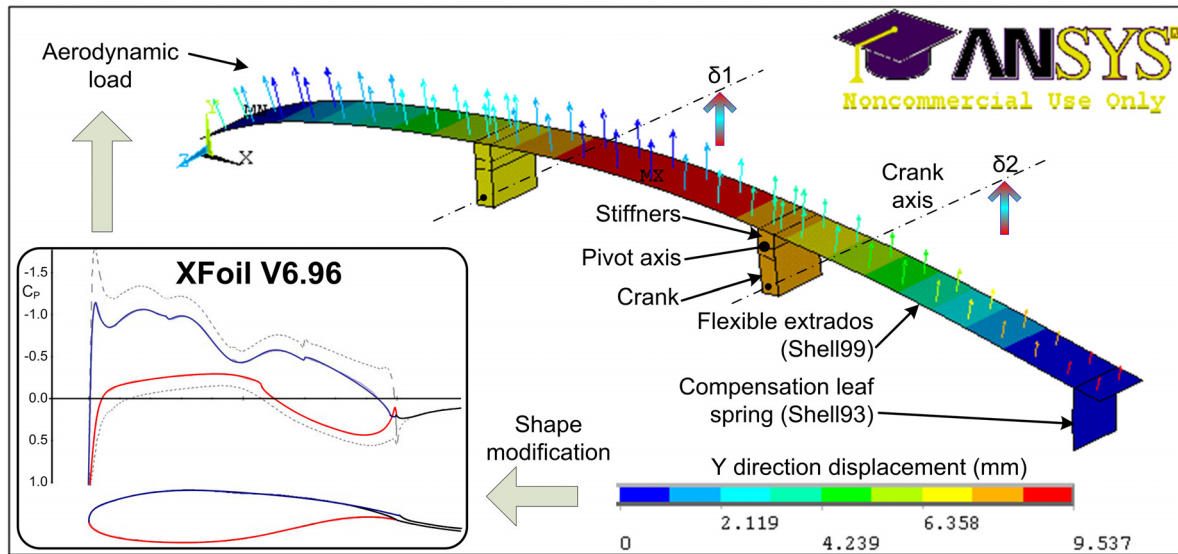 Aerodynamic
load
ANSYS
Noncommercial Use Only
δ1
δ2
Y
MN
X
Z
MX
Crank
axis
Stiffners
Pivot axis
Crank
Flexible extrados
(Shell99)
Compensation leaf
spring (Shell93)
XFoil V6.96
-1.5
CP
-1.0
-0.5
0.0
0.5
1.0
Shape
modification
Y direction displacement (mm)
2.119
6.358
0
4.239
9.537